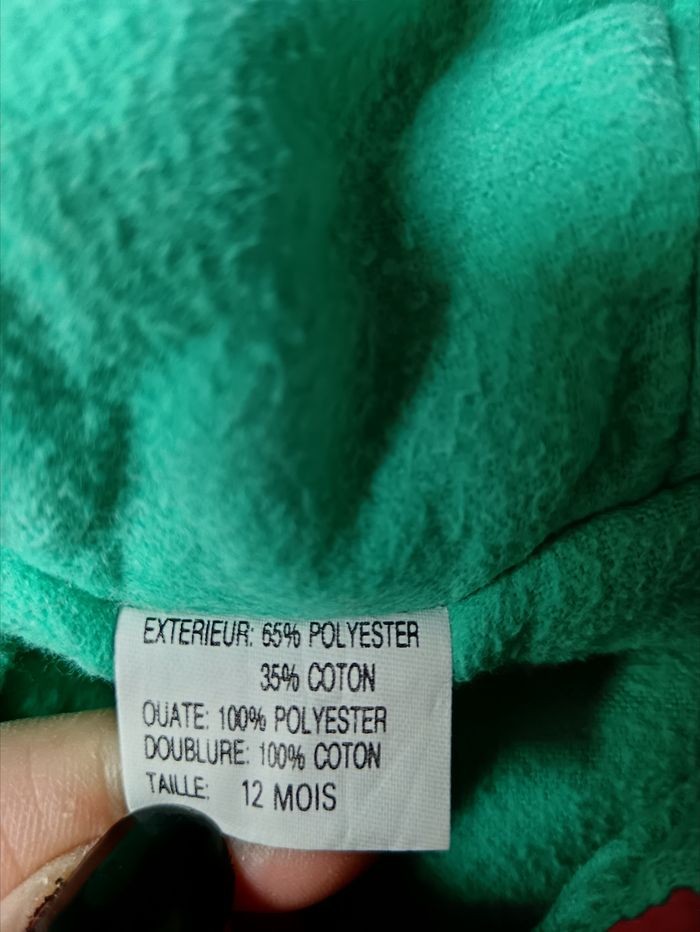 EXTERIEUR: 65% POLYESTER
35% COTON
OUATE: 100% POLYESTER
DOUBLURE: 100% COTON
TAILLE: 12 MOIS